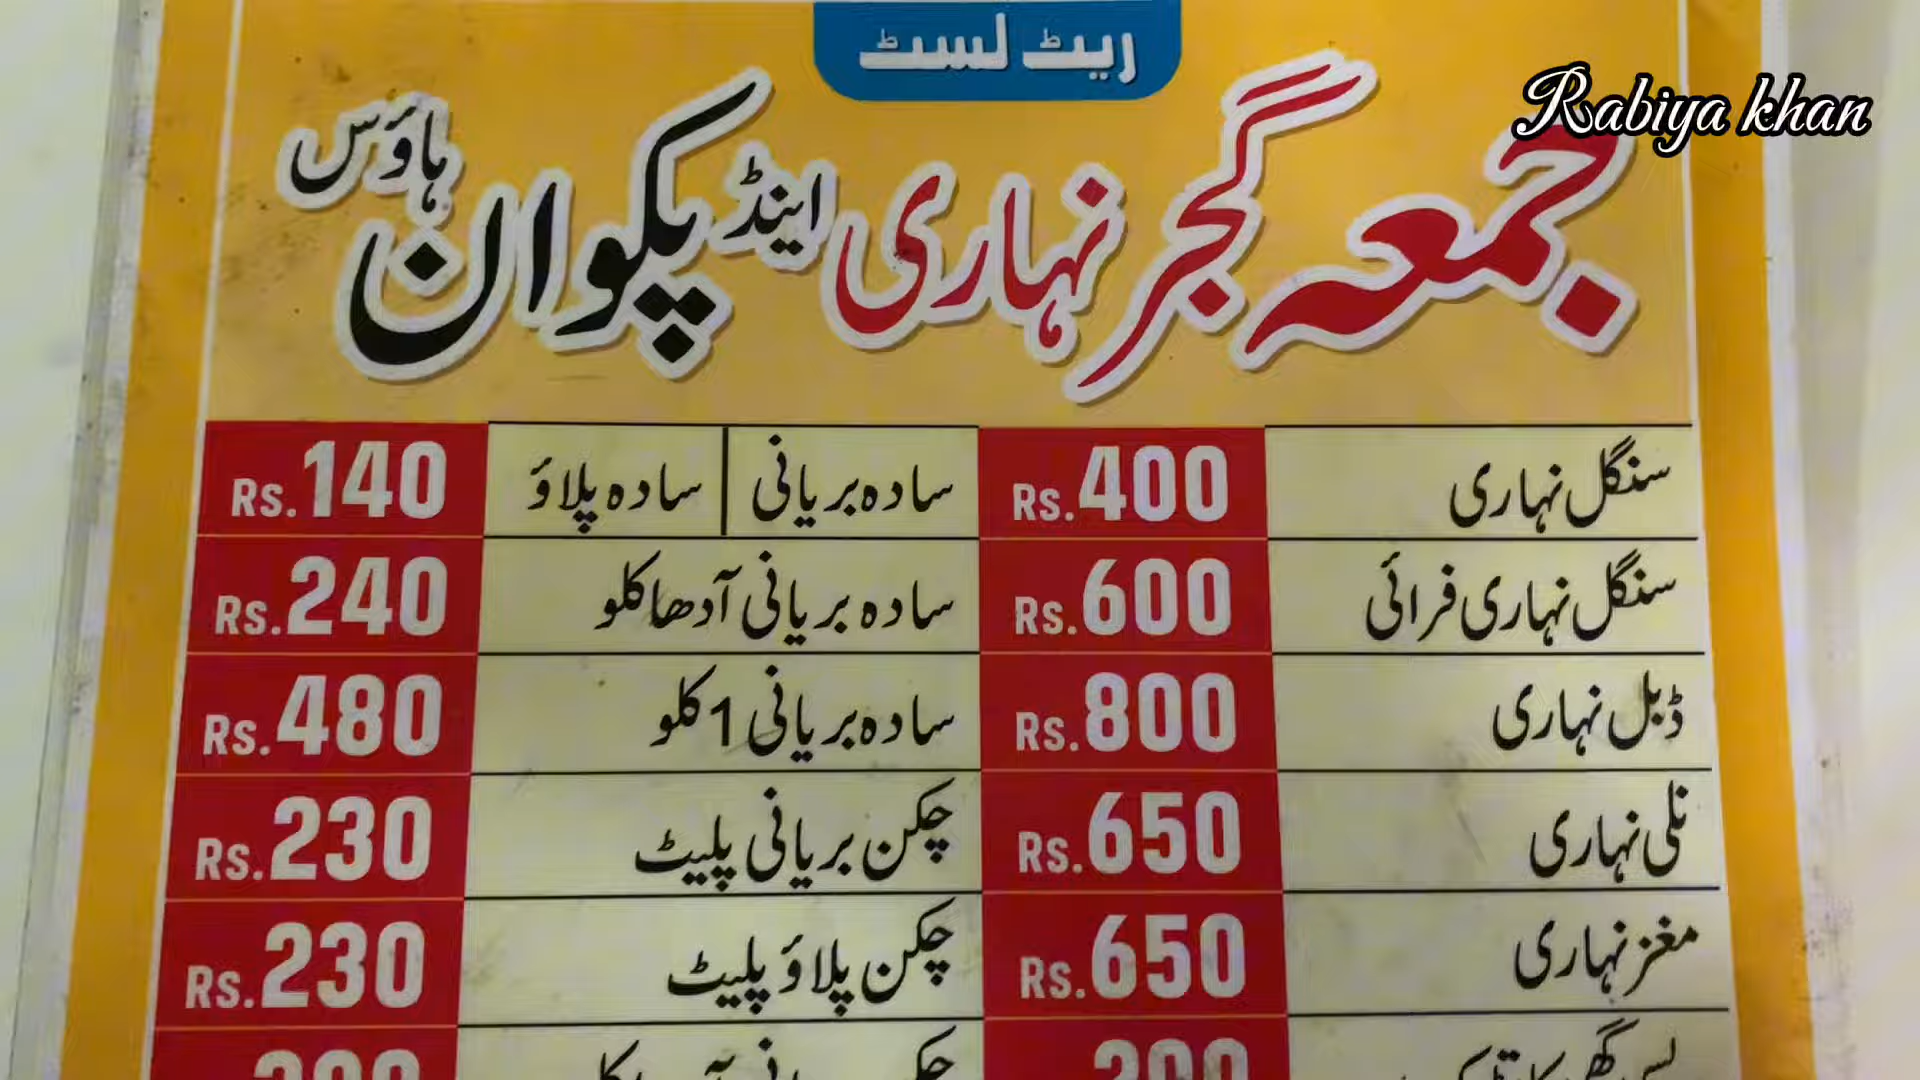 ریٹ لسٹ
Rabiya khan
جمعہ گجر نہاری اینڈ پکوان ہاؤس
سنگل نہاری Rs.400 سادہ بریانی | سادہ پلاؤ Rs.140
سنگل نہاری فرائی Rs.600 سادہ بریانی آدھا کلو Rs.240
ڈبل نہاری Rs.800 سادہ بریانی 1 کلو Rs.480
نلی نہاری Rs.650 چکن بریانی پلیٹ Rs.230
مغز نہاری Rs.650 چکن پلاؤ پلیٹ Rs.230